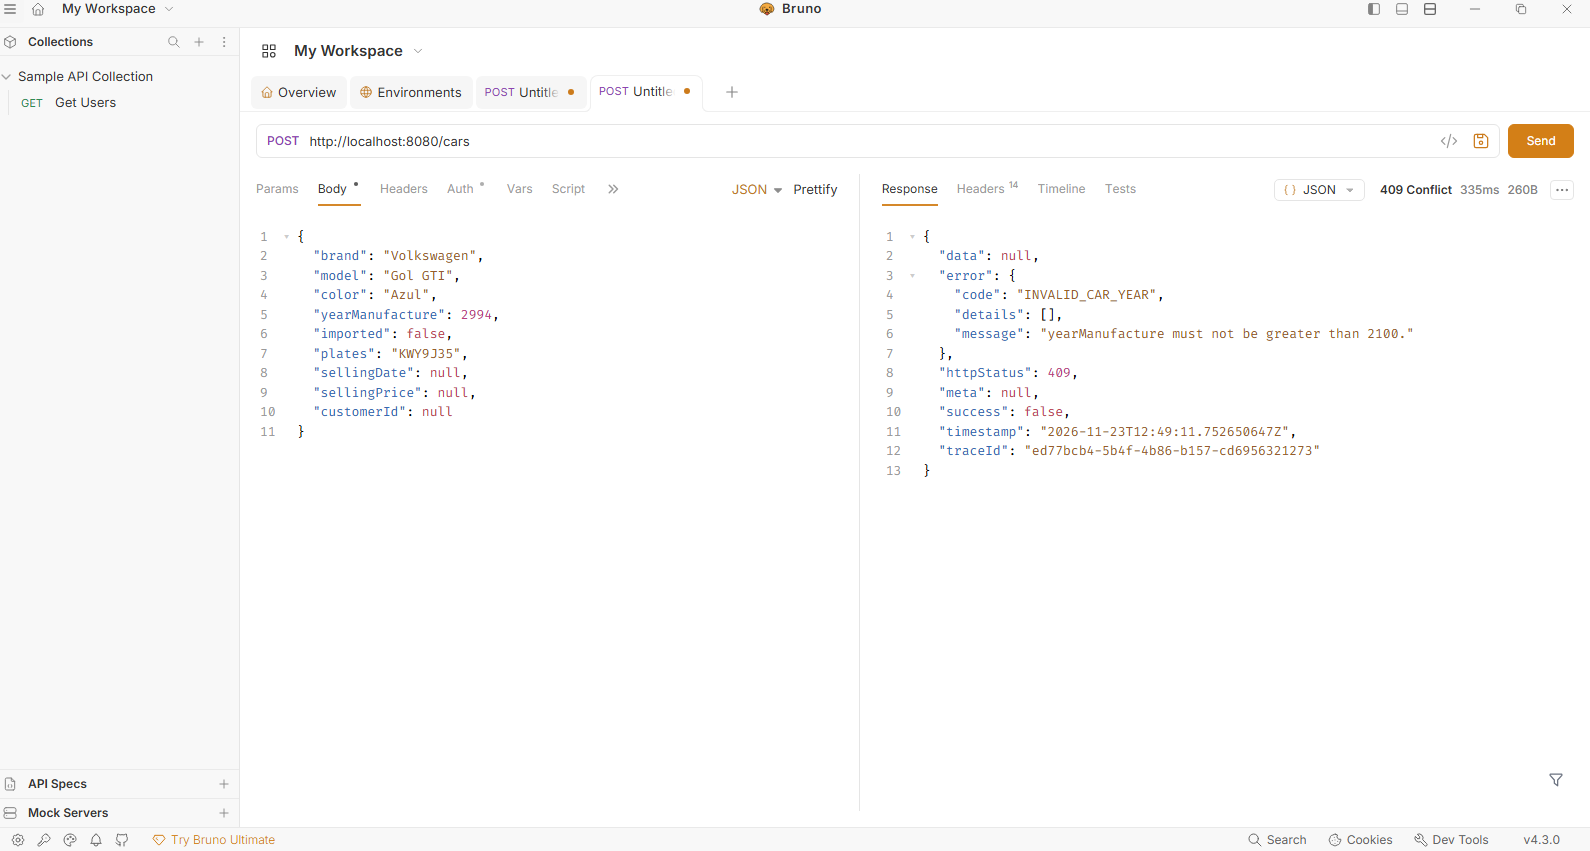 My Workspace
Bruno
Collections
Sample API Collection
GET Get Users
My Workspace
Overview
Environments
POST Untitle
POST Untitle
POST http://localhost:8080/cars
Send
Params Body Headers Auth Vars Script
JSON Prettify
1 {
2 "brand": "Volkswagen",
3 "model": "Gol GTI",
4 "color": "Azul",
5 "yearManufacture": 2994,
6 "imported": false,
7 "plates": "KWY9J35",
8 "sellingDate": null,
9 "sellingPrice": null,
10 "customerId": null
11 }
Response Headers 14 Timeline Tests
{ } JSON 409 Conflict 335ms 260B
1 {
2 "data": null,
3 "error": {
4 "code": "INVALID_CAR_YEAR",
5 "details": [],
6 "message": "yearManufacture must not be greater than 2100."
7 },
8 "httpStatus": 409,
9 "meta": null,
10 "success": false,
11 "timestamp": "2026-11-23T12:49:11.752650647Z",
12 "traceId": "ed77bcb4-5b4f-4b86-b157-cd6956321273"
13 }
API Specs
Mock Servers
Try Bruno Ultimate
Search
Cookies
Dev Tools
v4.3.0